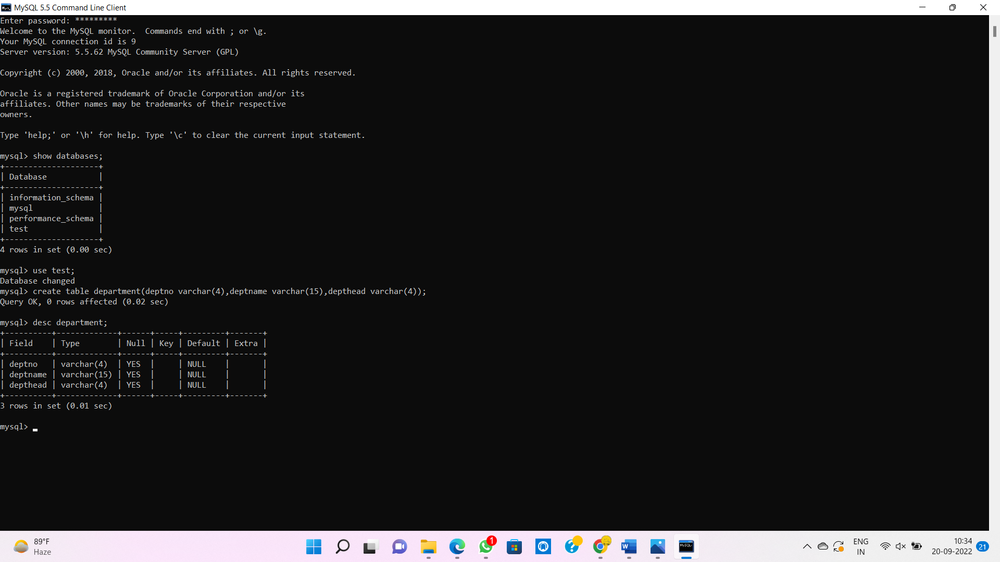 MySQL 5.5 Command Line Client
Enter password: *********
Welcome to the MySQL monitor.  Commands end with ; or \g.
Your MySQL connection id is 9
Server version: 5.5.62 MySQL Community Server (GPL)

Copyright (c) 2000, 2018, Oracle and/or its affiliates. All rights reserved.

Oracle is a registered trademark of Oracle Corporation and/or its
affiliates. Other names may be trademarks of their respective
owners.

Type 'help;' or '\h' for help. Type '\c' to clear the current input statement.

mysql> show databases;
+--------------------+
| Database           |
+--------------------+
| information_schema |
| mysql              |
| performance_schema |
| test               |
+--------------------+
4 rows in set (0.00 sec)

mysql> use test;
Database changed
mysql> create table department(deptno varchar(4),deptname varchar(15),depthead varchar(4));
Query OK, 0 rows affected (0.02 sec)

mysql> desc department;
+----------+-------------+------+-----+---------+-------+
| Field    | Type        | Null | Key | Default | Extra |
+----------+-------------+------+-----+---------+-------+
| deptno   | varchar(4)  | YES  |     | NULL    |       |
| deptname | varchar(15) | YES  |     | NULL    |       |
| depthead | varchar(4)  | YES  |     | NULL    |       |
+----------+-------------+------+-----+---------+-------+
3 rows in set (0.01 sec)

mysql> _
89°F
Haze
1
W
MySQL
ENG
IN
10:34
20-09-2022
21